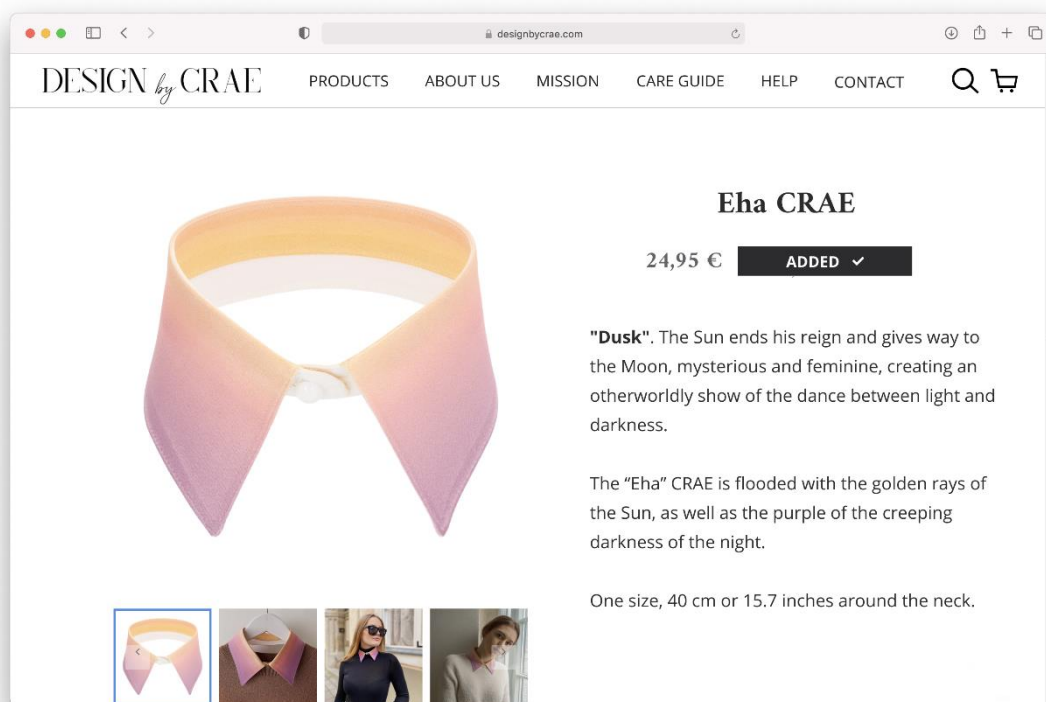 designbycrae.com
DESIGN by CRAE
PRODUCTS
ABOUT US
MISSION
CARE GUIDE
HELP
CONTACT
Eha CRAE
24,95 €
ADDED
"Dusk". The Sun ends his reign and gives way to
the Moon, mysterious and feminine, creating an
otherworldly show of the dance between light and
darkness.
The “Eha” CRAE is flooded with the golden rays of
the Sun, as well as the purple of the creeping
darkness of the night.
One size, 40 cm or 15.7 inches around the neck.